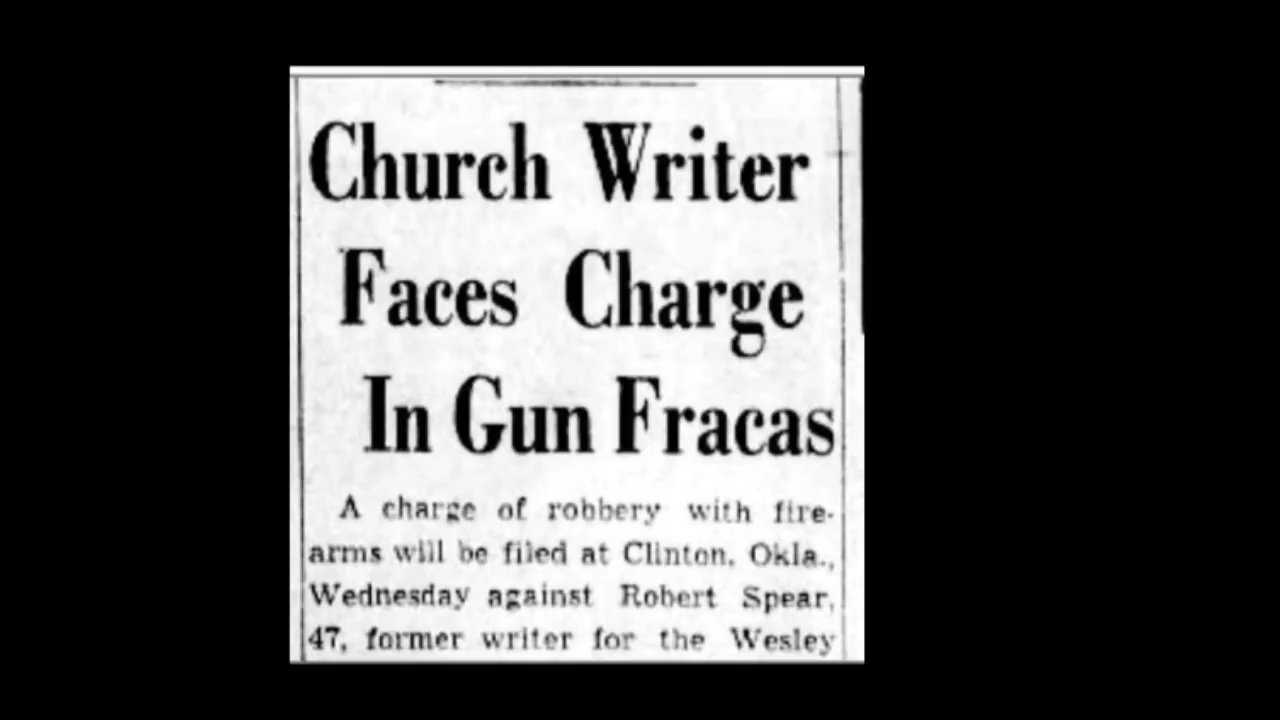 Church Writer
Faces Charge
In Gun Fracas
A charge of robbery with fire-
arms will be filed at Clinton, Okla.,
Wednesday against Robert Spear,
47, former writer for the Wesley